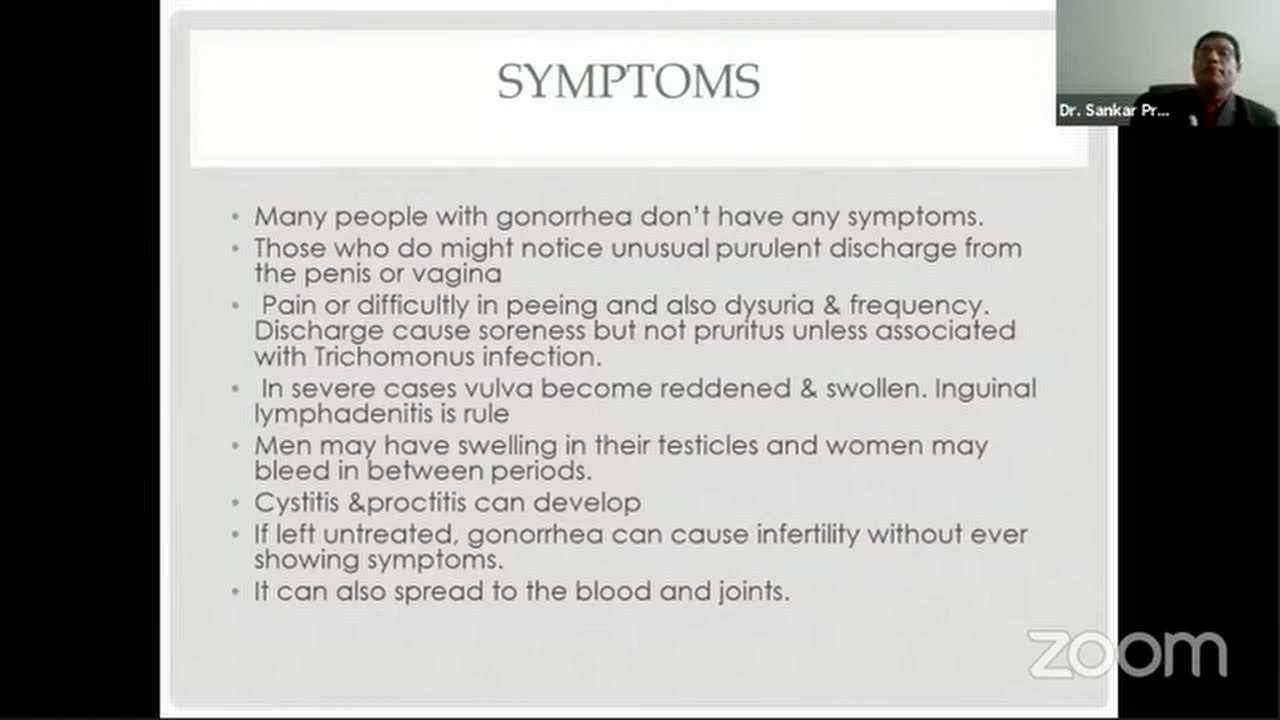 SYMPTOMS
Dr. Sankar Pr...
• Many people with gonorrhea don't have any symptoms.
• Those who do might notice unusual purulent discharge from
the penis or vagina
• Pain or difficultly in peeing and also dysuria & frequency.
Discharge cause soreness but not pruritus unless associated
with Trichomonus infection.
• In severe cases vulva become reddened & swollen. Inguinal
lymphadenitis is rule
• Men may have swelling in their testicles and women may
bleed in between periods.
• Cystitis &proctitis can develop
• If left untreated, gonorrhea can cause infertility without ever
showing symptoms.
• It can also spread to the blood and joints.
zoom